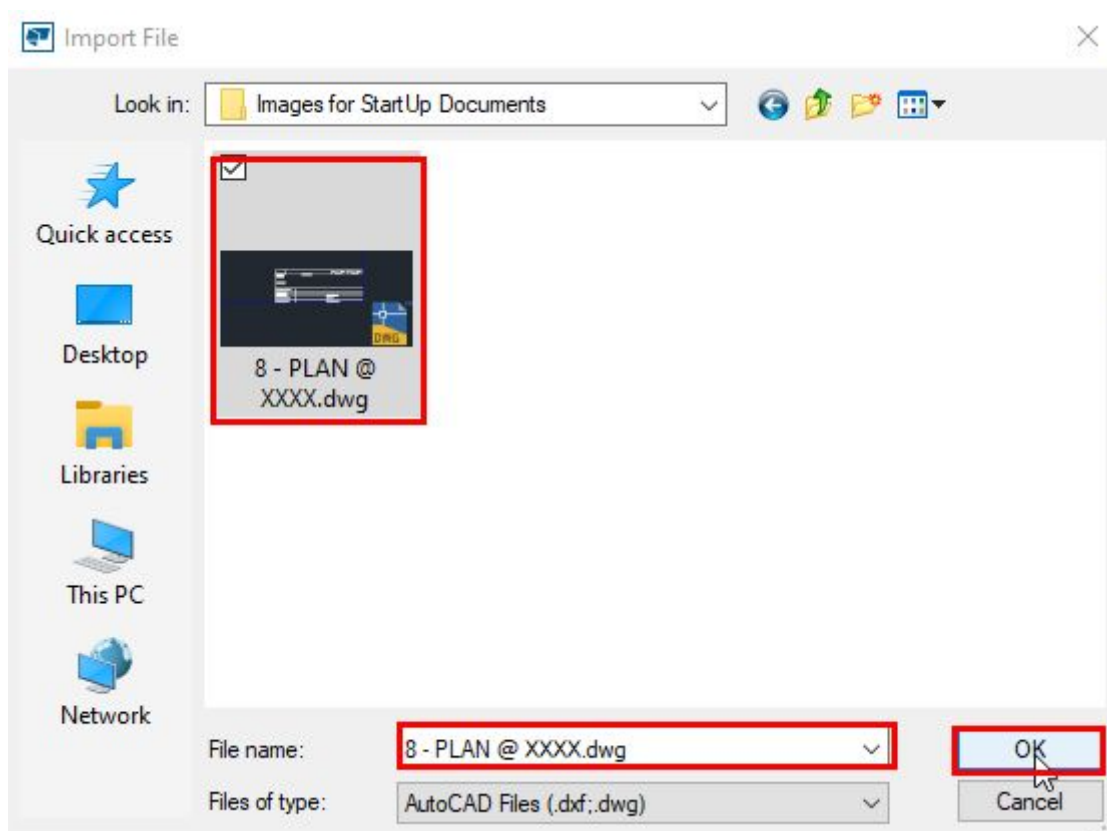 Import File
Look in:
Images for StartUp Documents
Quick access
Desktop
Libraries
This PC
Network
DWG
8 - PLAN @
XXXX.dwg
File name:
8 - PLAN @ XXXX.dwg
OK
Files of type:
AutoCAD Files (.dxf;.dwg)
Cancel